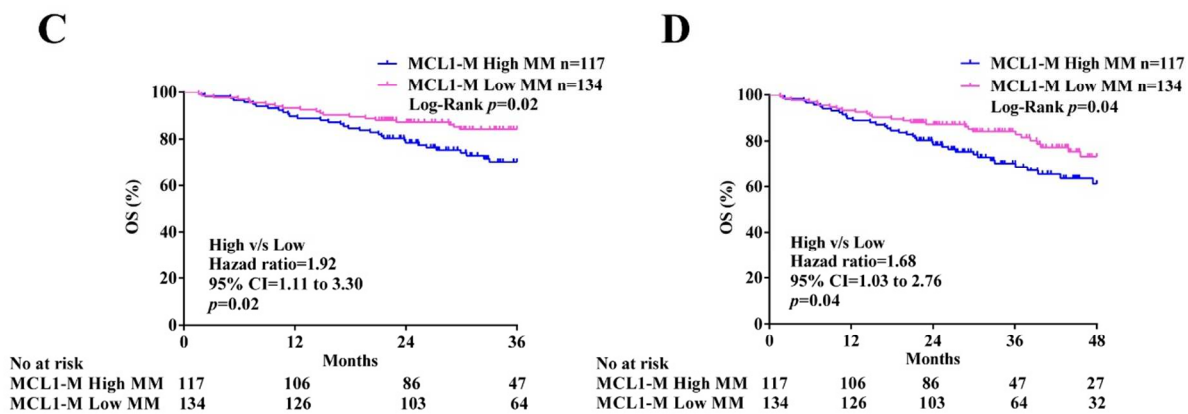 C
MCL1-M High MM n=117
MCL1-M Low MM n=134
Log-Rank p=0.02
100
80
60
40
20
0
OS (%)
High v/s Low
Hazad ratio=1.92
95% CI=1.11 to 3.30
p=0.02
0 12 24 36
Months
No at risk
MCL1-M High MM 117 106 86 47
MCL1-M Low MM 134 126 103 64
D
MCL1-M High MM n=117
MCL1-M Low MM n=134
Log-Rank p=0.04
100
80
60
40
20
0
OS (%)
High v/s Low
Hazad ratio=1.68
95% CI=1.03 to 2.76
p=0.04
0 12 24 36 48
Months
No at risk
MCL1-M High MM 117 106 86 47 27
MCL1-M Low MM 134 126 103 64 32